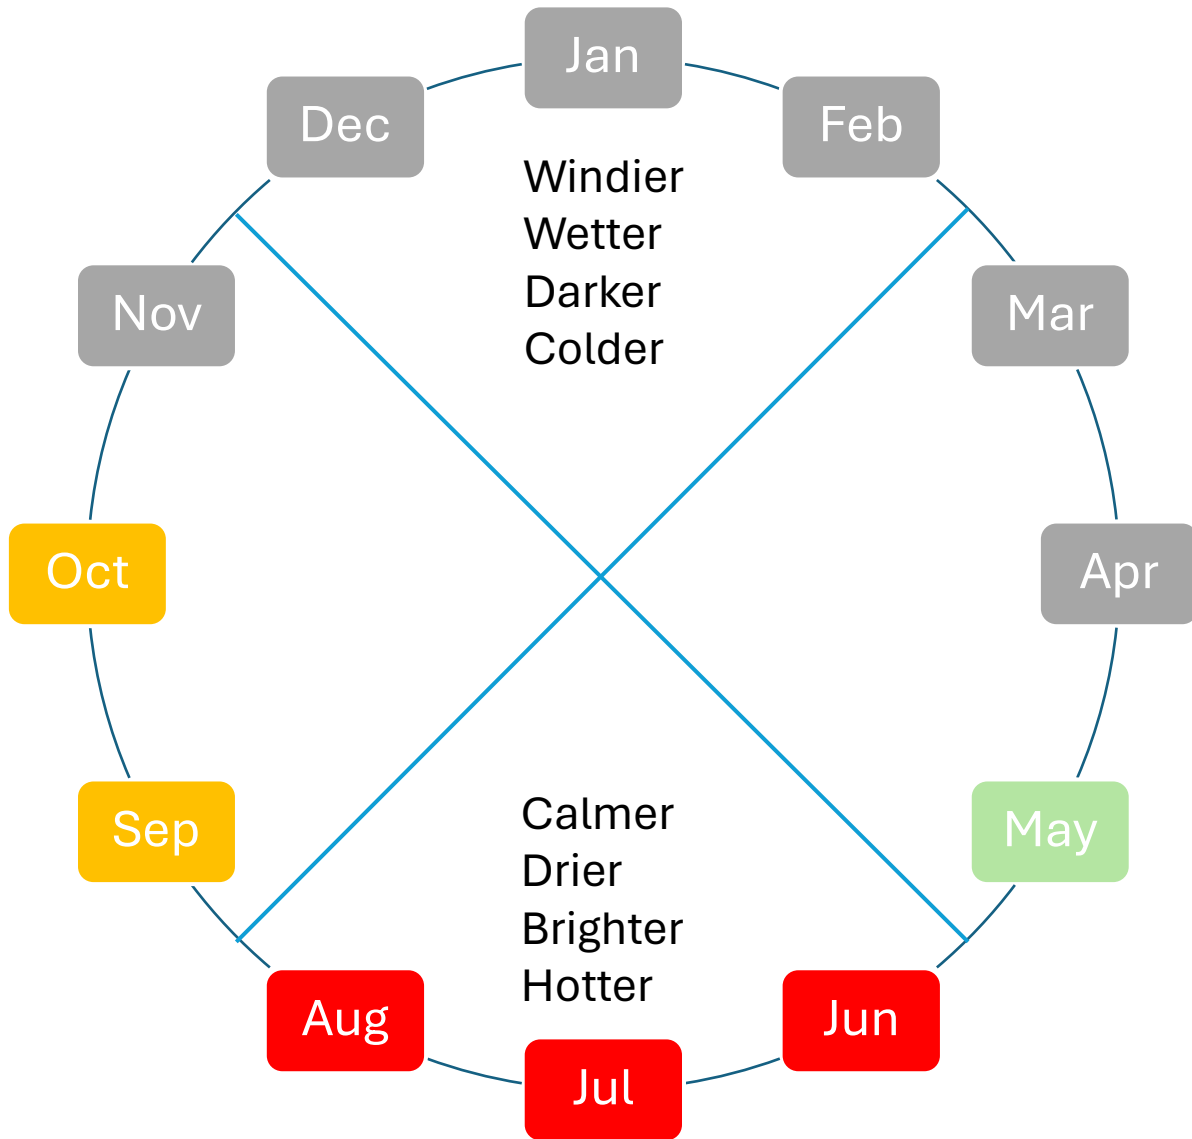 Jan
Feb
Mar
Apr
May
Jun
Jul
Aug
Sep
Oct
Nov
Dec
Windier
Wetter
Darker
Colder
Calmer
Drier
Brighter
Hotter